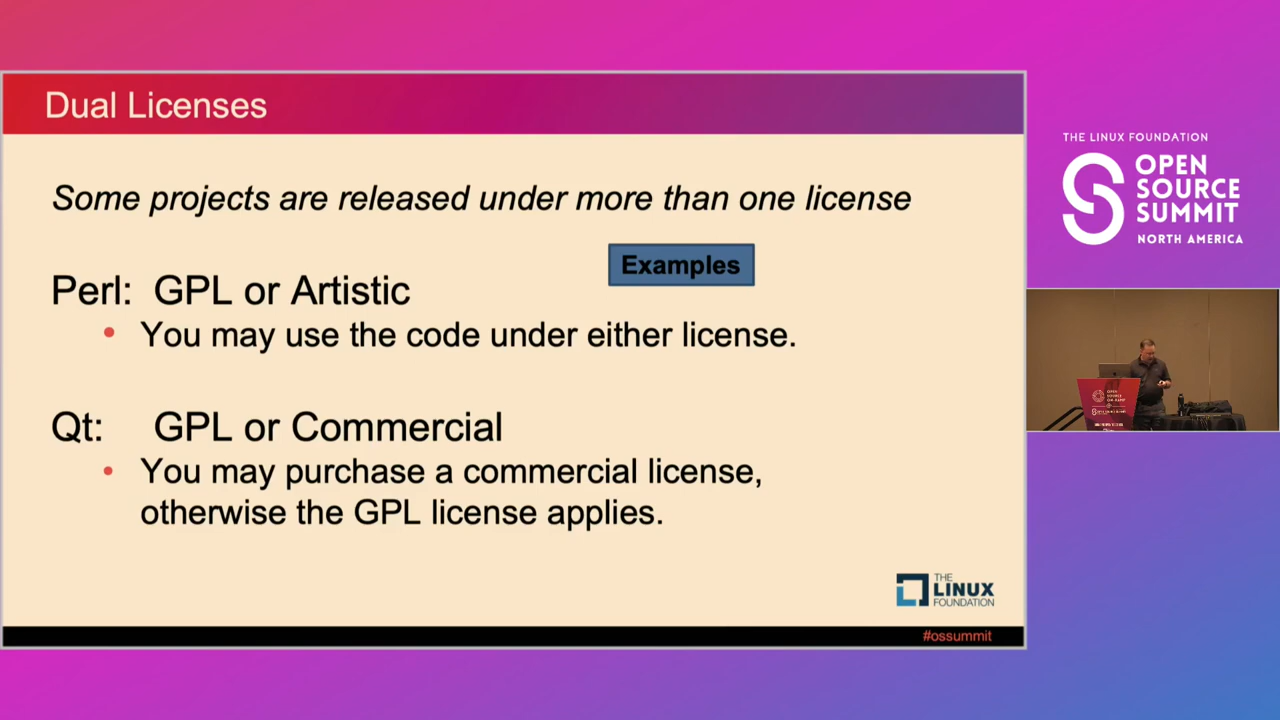 Dual Licenses
Some projects are released under more than one license
Examples
Perl: GPL or Artistic
• You may use the code under either license.
Qt: GPL or Commercial
• You may purchase a commercial license,
otherwise the GPL license applies.
THE
LINUX
FOUNDATION
#ossummit
THE LINUX FOUNDATION
OPEN
SOURCE
SUMMIT
NORTH AMERICA
OPEN
SOURCE